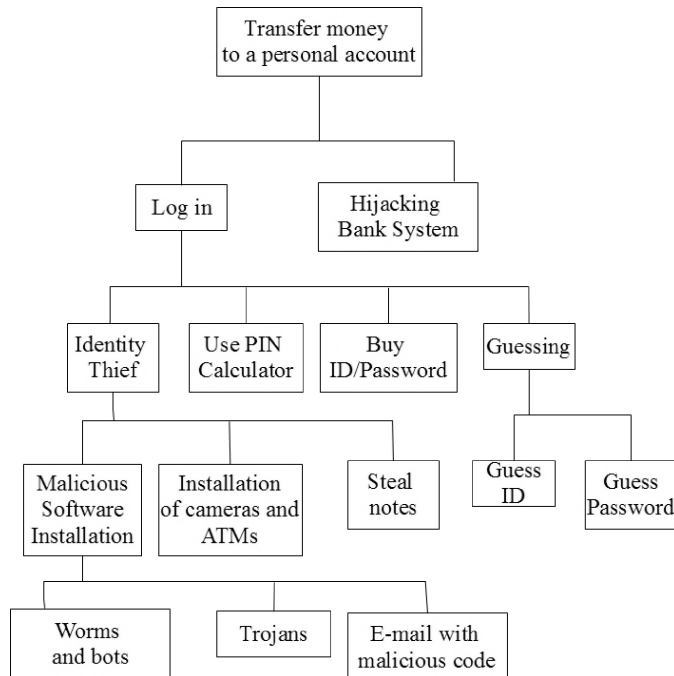 Transfer money
to a personal account
Log in
Hijacking
Bank System
Identity
Thief
Use PIN
Calculator
Buy
ID/Password
Guessing
Malicious
Software
Installation
Installation
of cameras and
ATMs
Steal
notes
Guess
ID
Guess
Password
Worms
and bots
Trojans
E-mail with
malicious code